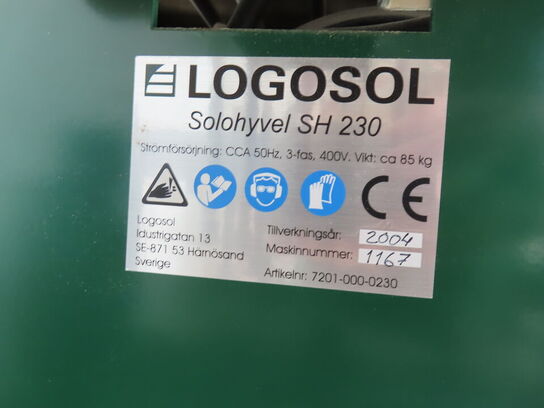 LOGOSOL
Solohyvel SH 230
Strömförsörjning: CCA 50Hz, 3-fas, 400V. Vikt: ca 85 kg
CE
Logosol
Idustrigatan 13
SE-871 53 Härnösand
Sverige
Tillverkningsår: 2004
Maskinnummer: 1167
Artikelnr: 7201-000-0230